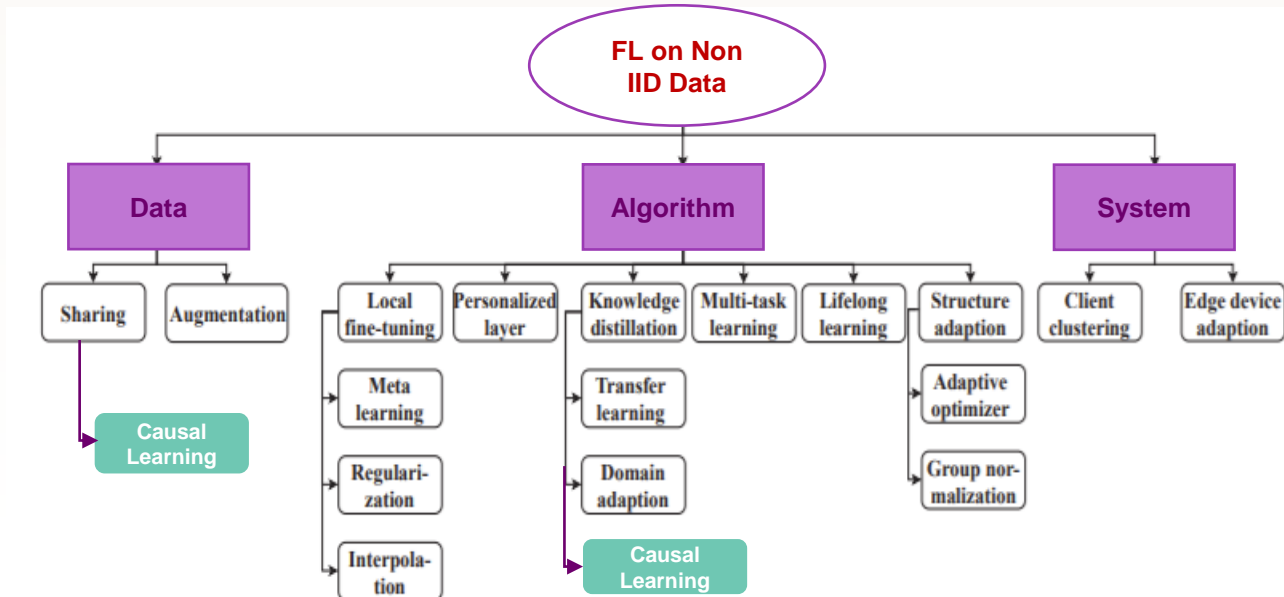 FL on Non
IID Data
Data
Algorithm
System
Sharing
Augmentation
Local
fine-tuning
Personalized
layer
Knowledge
distillation
Multi-task
learning
Lifelong
learning
Structure
adaption
Client
clustering
Edge device
adaption
Meta
learning
Transfer
learning
Adaptive
optimizer
Causal
Learning
Regulari-
zation
Domain
adaption
Group nor-
malization
Interpola-
tion
Causal
Learning